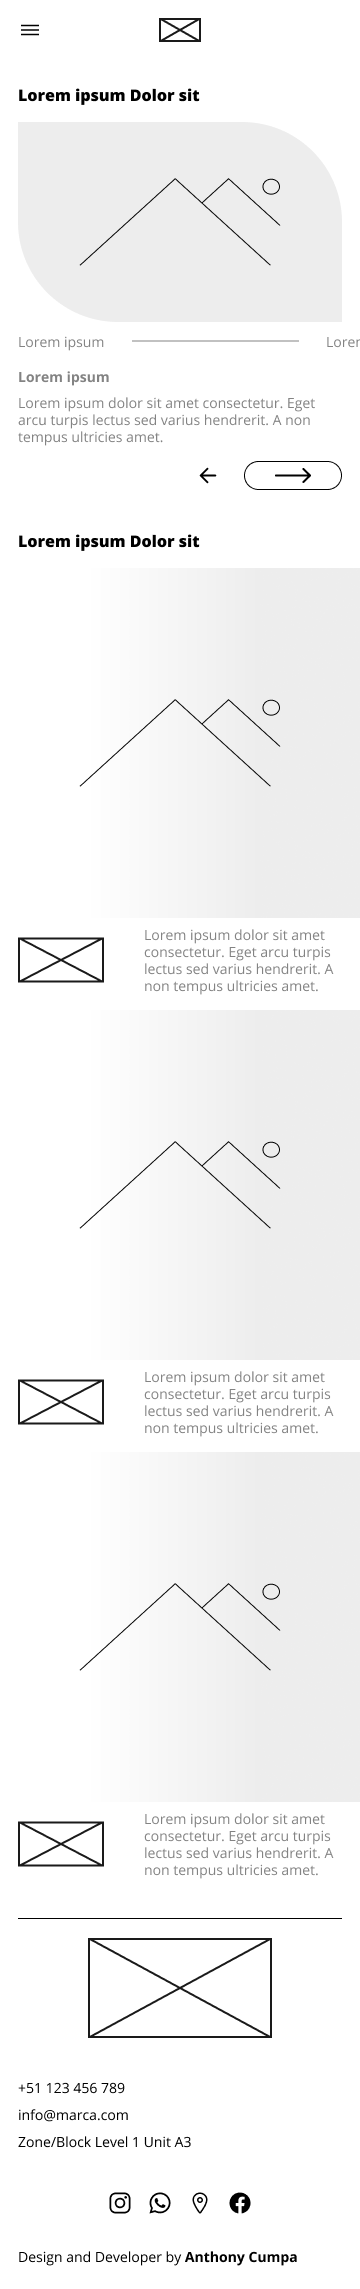 Lorem ipsum Dolor sit
Lorem ipsum
Lorem
Lorem ipsum
Lorem ipsum dolor sit amet consectetur. Eget
arcu turpis lectus sed varius hendrerit. A non
tempus ultricies amet.
Lorem ipsum Dolor sit
Lorem ipsum dolor sit amet
consectetur. Eget arcu turpis
lectus sed varius hendrerit. A
non tempus ultricies amet.
Lorem ipsum dolor sit amet
consectetur. Eget arcu turpis
lectus sed varius hendrerit. A
non tempus ultricies amet.
Lorem ipsum dolor sit amet
consectetur. Eget arcu turpis
lectus sed varius hendrerit. A
non tempus ultricies amet.
+51 123 456 789
info@marca.com
Zone/Block Level 1 Unit A3
Design and Developer by Anthony Cumpa